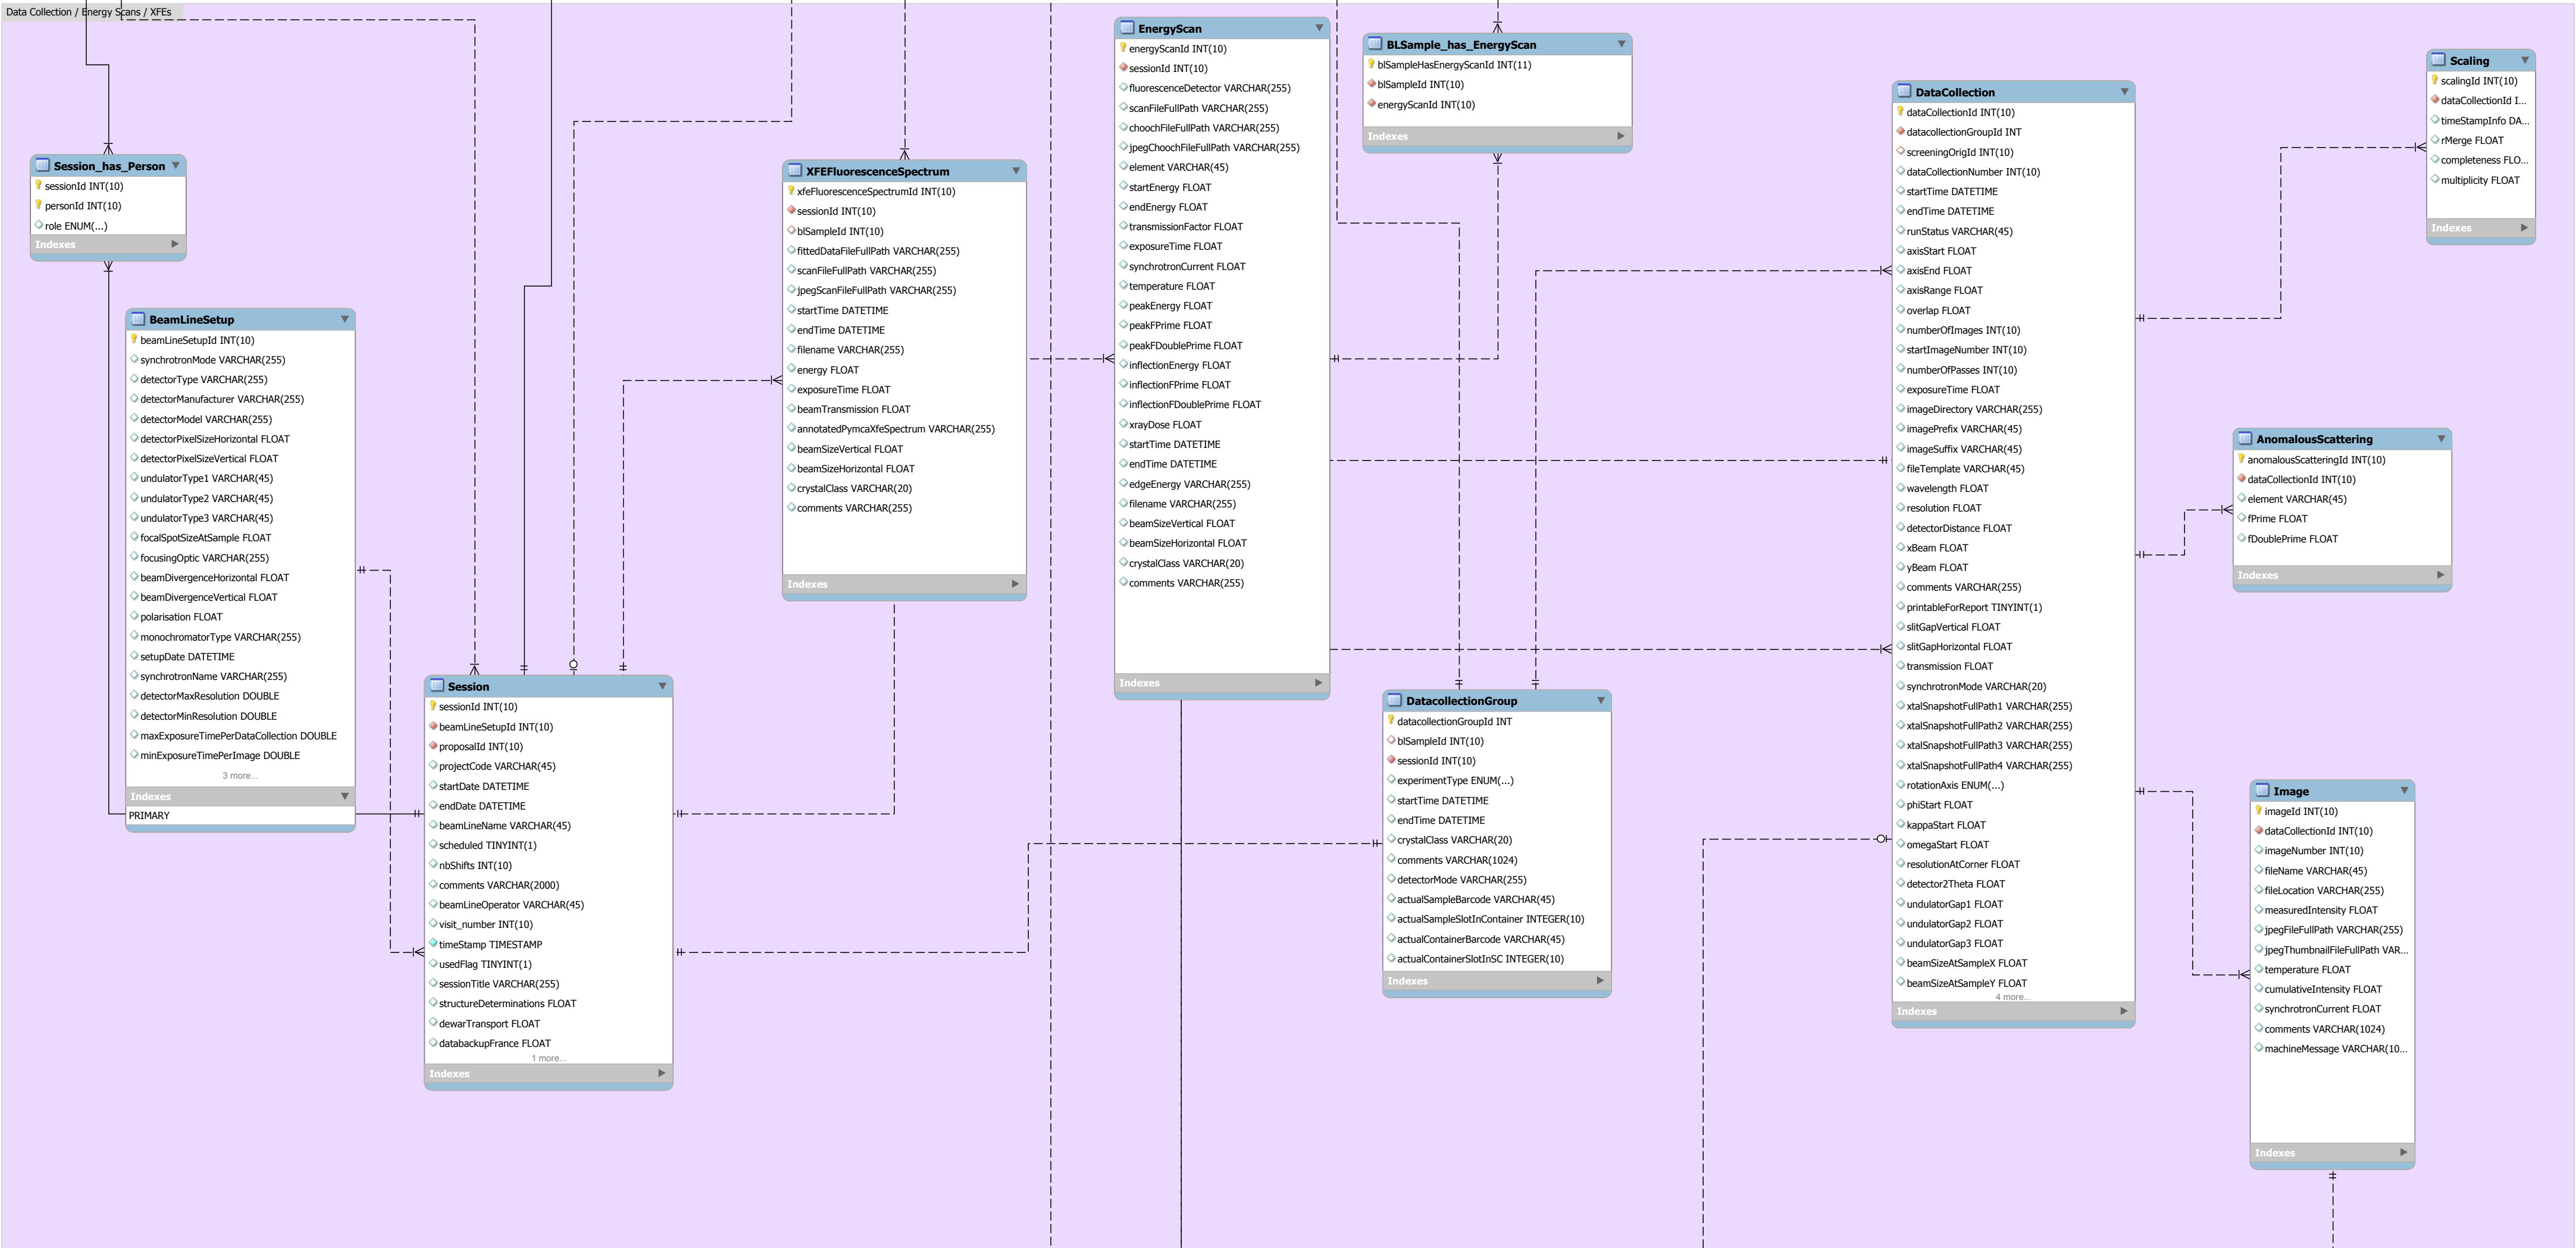 Data Collection / Energy Scans / XFEs
Session_has_Person
sessionId INT(10)
personId INT(10)
role ENUM(...)
Indexes
BeamLineSetup
beamLineSetupId INT(10)
synchrotronMode VARCHAR(255)
detectorType VARCHAR(255)
detectorManufacturer VARCHAR(255)
detectorModel VARCHAR(255)
detectorPixelSizeHorizontal FLOAT
detectorPixelSizeVertical FLOAT
undulatorType1 VARCHAR(45)
undulatorType2 VARCHAR(45)
undulatorType3 VARCHAR(45)
focalSpotSizeAtSample FLOAT
focusingOptic VARCHAR(255)
beamDivergenceHorizontal FLOAT
beamDivergenceVertical FLOAT
polarisation FLOAT
monochromatorType VARCHAR(255)
setupDate DATETIME
synchrotronName VARCHAR(255)
detectorMaxResolution DOUBLE
detectorMinResolution DOUBLE
maxExposureTimePerDataCollection DOUBLE
minExposureTimePerImage DOUBLE
3 more...
Indexes
PRIMARY
Session
sessionId INT(10)
beamLineSetupId INT(10)
proposalId INT(10)
projectCode VARCHAR(45)
startDate DATETIME
endDate DATETIME
beamLineName VARCHAR(45)
scheduled TINYINT(1)
nbShifts INT(10)
comments VARCHAR(2000)
beamLineOperator VARCHAR(45)
visit_number INT(10)
timeStamp TIMESTAMP
usedFlag TINYINT(1)
sessionTitle VARCHAR(255)
structureDeterminations FLOAT
dewarTransport FLOAT
databackupFrance FLOAT
1 more...
Indexes
XFEFluorescenceSpectrum
xfeFluorescenceSpectrumId INT(10)
sessionId INT(10)
blSampleId INT(10)
fittedDataFileFullPath VARCHAR(255)
scanFileFullPath VARCHAR(255)
jpegScanFileFullPath VARCHAR(255)
startTime DATETIME
endTime DATETIME
filename VARCHAR(255)
energy FLOAT
exposureTime FLOAT
beamTransmission FLOAT
annotatedPymcaXfeSpectrum VARCHAR(255)
beamSizeVertical FLOAT
beamSizeHorizontal FLOAT
crystalClass VARCHAR(20)
comments VARCHAR(255)
Indexes
EnergyScan
energyScanId INT(10)
sessionId INT(10)
fluorescenceDetector VARCHAR(255)
scanFileFullPath VARCHAR(255)
choochFileFullPath VARCHAR(255)
jpegChoochFileFullPath VARCHAR(255)
element VARCHAR(45)
startEnergy FLOAT
endEnergy FLOAT
transmissionFactor FLOAT
exposureTime FLOAT
synchrotronCurrent FLOAT
temperature FLOAT
peakEnergy FLOAT
peakFPrime FLOAT
peakFDoublePrime FLOAT
inflectionEnergy FLOAT
inflectionFPrime FLOAT
inflectionFDoublePrime FLOAT
xrayDose FLOAT
startTime DATETIME
endTime DATETIME
edgeEnergy VARCHAR(255)
filename VARCHAR(255)
beamSizeVertical FLOAT
beamSizeHorizontal FLOAT
crystalClass VARCHAR(20)
comments VARCHAR(255)
Indexes
BLSample_has_EnergyScan
blSampleHasEnergyScanId INT(11)
blSampleId INT(10)
energyScanId INT(10)
Indexes
DatacollectionGroup
datacollectionGroupId INT
blSampleId INT(10)
sessionId INT(10)
experimentType ENUM(...)
startTime DATETIME
endTime DATETIME
crystalClass VARCHAR(20)
comments VARCHAR(1024)
detectorMode VARCHAR(255)
actualSampleBarcode VARCHAR(45)
actualSampleSlotInContainer INTEGER(10)
actualContainerBarcode VARCHAR(45)
actualContainerSlotInSC INTEGER(10)
Indexes
DataCollection
dataCollectionId INT(10)
datacollectionGroupId INT
screeningOrigId INT(10)
dataCollectionNumber INT(10)
startTime DATETIME
endTime DATETIME
runStatus VARCHAR(45)
axisStart FLOAT
axisEnd FLOAT
axisRange FLOAT
overlap FLOAT
numberOfImages INT(10)
startImageNumber INT(10)
numberOfPasses INT(10)
exposureTime FLOAT
imageDirectory VARCHAR(255)
imagePrefix VARCHAR(45)
imageSuffix VARCHAR(45)
fileTemplate VARCHAR(45)
wavelength FLOAT
resolution FLOAT
detectorDistance FLOAT
xBeam FLOAT
yBeam FLOAT
comments VARCHAR(255)
printableForReport TINYINT(1)
slitGapVertical FLOAT
slitGapHorizontal FLOAT
transmission FLOAT
synchrotronMode VARCHAR(20)
xtalSnapshotFullPath1 VARCHAR(255)
xtalSnapshotFullPath2 VARCHAR(255)
xtalSnapshotFullPath3 VARCHAR(255)
xtalSnapshotFullPath4 VARCHAR(255)
rotationAxis ENUM(...)
phiStart FLOAT
kappaStart FLOAT
omegaStart FLOAT
resolutionAtCorner FLOAT
detector2Theta FLOAT
undulatorGap1 FLOAT
undulatorGap2 FLOAT
undulatorGap3 FLOAT
beamSizeAtSampleX FLOAT
beamSizeAtSampleY FLOAT
4 more...
Indexes
Scaling
scalingId INT(10)
dataCollectionId I...
timeStampInfo DA...
rMerge FLOAT
completeness FLO...
multiplicity FLOAT
Indexes
AnomalousScattering
anomalousScatteringId INT(10)
dataCollectionId INT(10)
element VARCHAR(45)
fPrime FLOAT
fDoublePrime FLOAT
Indexes
Image
imageId INT(10)
dataCollectionId INT(10)
imageNumber INT(10)
fileName VARCHAR(45)
fileLocation VARCHAR(255)
measuredIntensity FLOAT
jpegFileFullPath VARCHAR(255)
jpegThumbnailFileFullPath VAR...
temperature FLOAT
cumulativeIntensity FLOAT
synchrotronCurrent FLOAT
comments VARCHAR(1024)
machineMessage VARCHAR(10...
Indexes